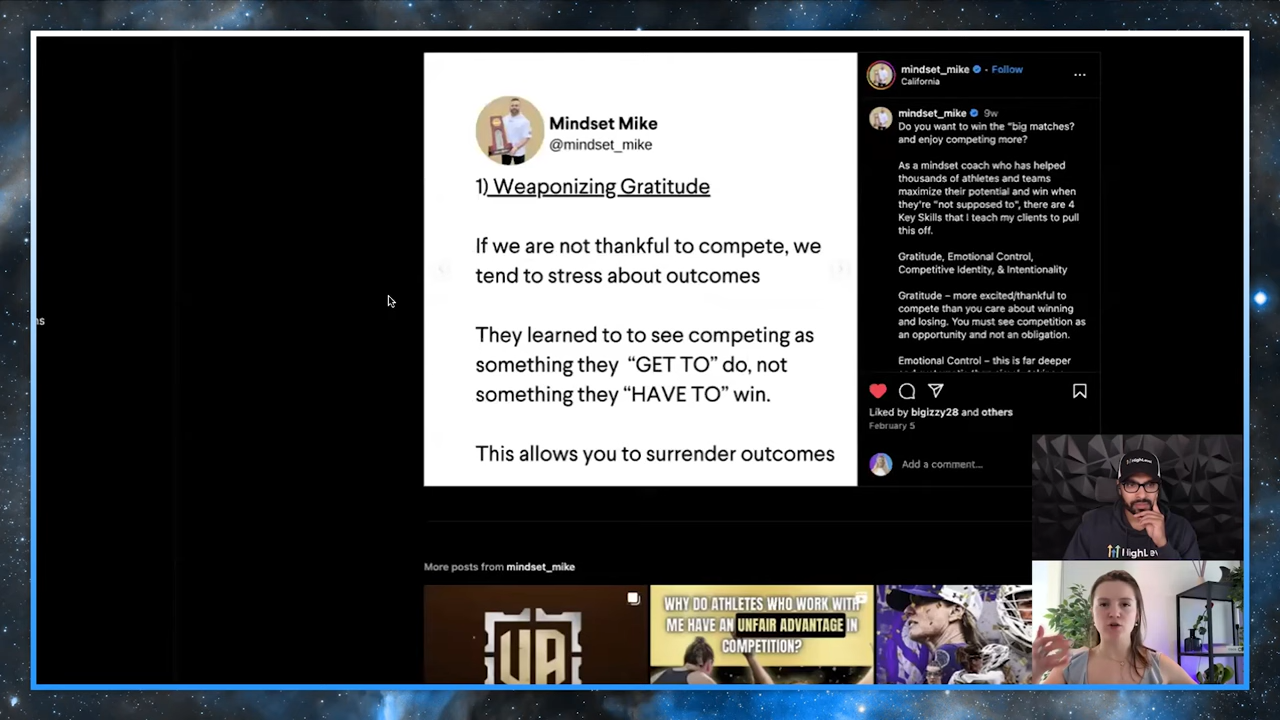 Mindset Mike
@mindset_mike
1) Weaponizing Gratitude
If we are not thankful to compete, we
tend to stress about outcomes
They learned to to see competing as
something they “GET TO” do, not
something they “HAVE TO” win.
This allows you to surrender outcomes
mindset_mike - Follow
California
mindset_mike 9w
Do you want to win the "big matches?
and enjoy competing more?
As a mindset coach who has helped
thousands of athletes and teams
maximize their potential and win when
they're "not supposed to", there are 4
Key Skills that I teach my clients to pull
this off.
Gratitude, Emotional Control,
Competitive Identity, & Intentionality
Gratitude – more excited/thankful to
compete than you care about winning
and losing. You must see competition as
an opportunity and not an obligation.
Emotional Control – this is far deeper
Liked by bigizzy28 and others
February 5
Add a comment...
ns
More posts from mindset_mike
UA
WHY DO ATHLETES WHO WORK WITH
ME HAVE AN UNFAIR ADVANTAGE IN
COMPETITION?
HighLevel